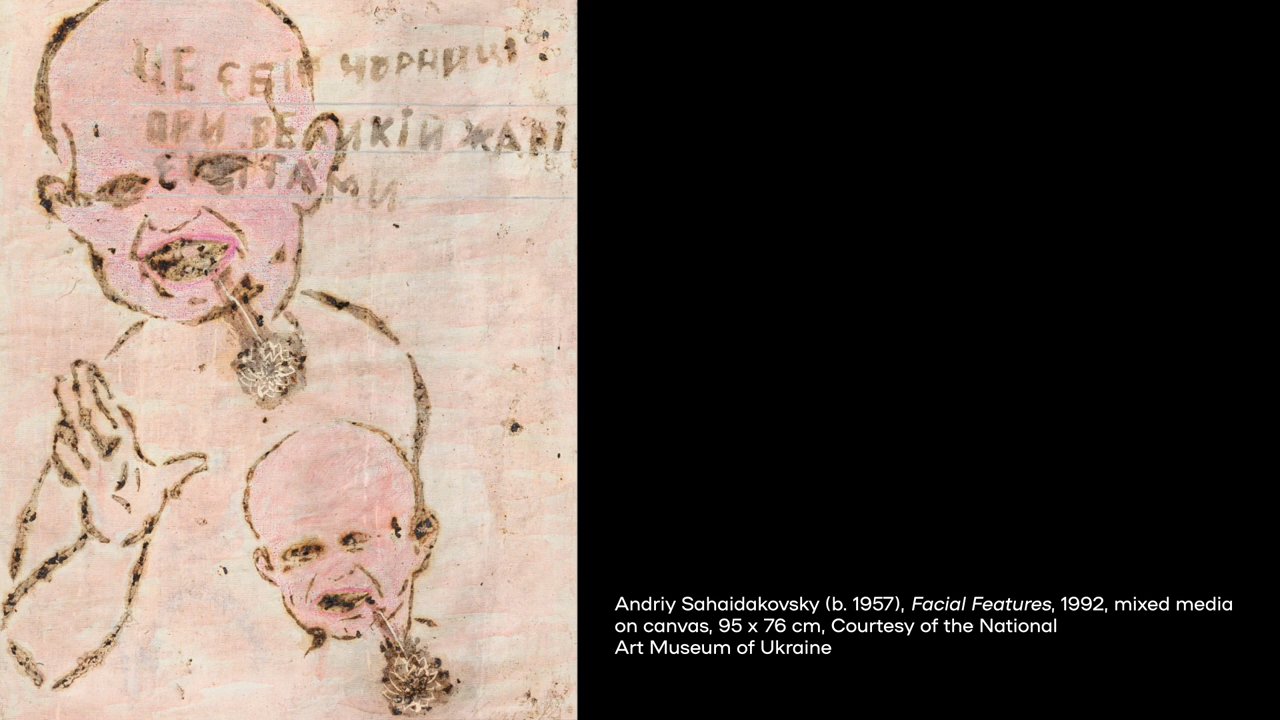 ЦЕ ЄВІН ЧОРНИЦІ
ПРИ ВЕЛИКІЙ ЖАРІ
Andriy Sahaidakovsky (b. 1957), Facial Features, 1992, mixed media
on canvas, 95 x 76 cm, Courtesy of the National
Art Museum of Ukraine